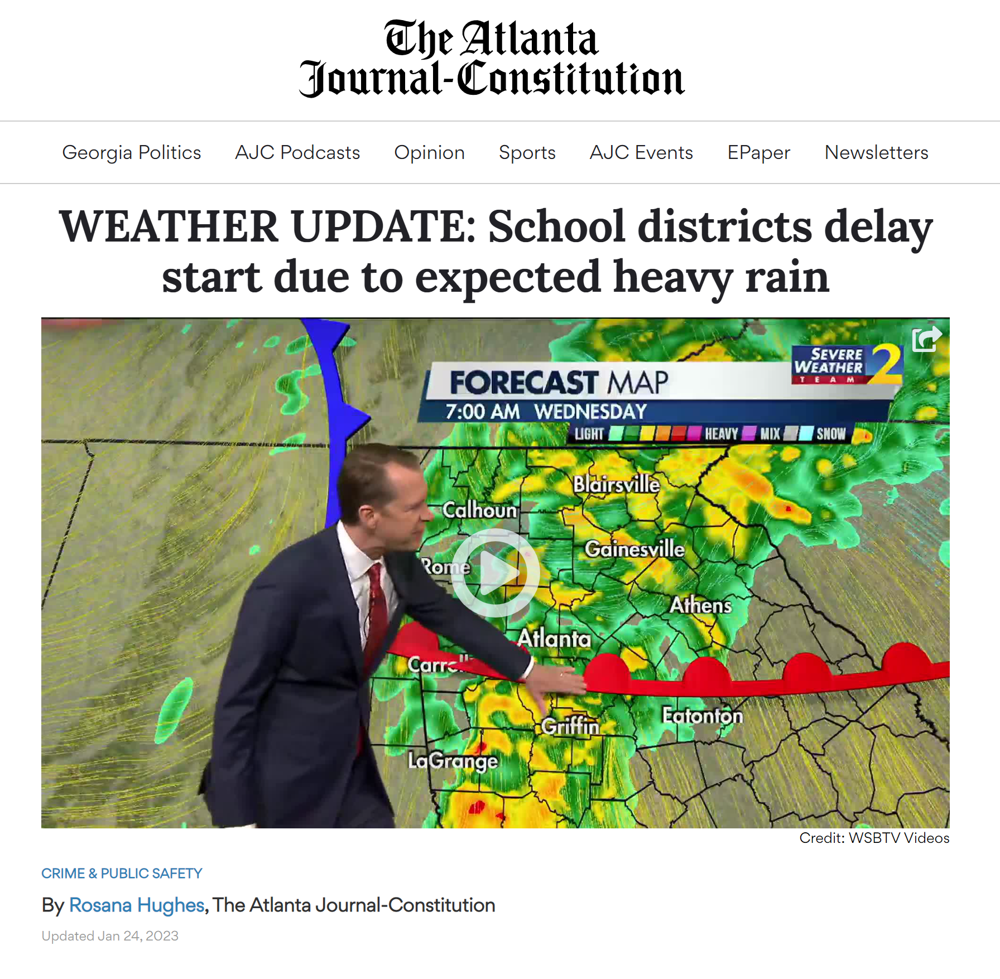 The Atlanta
Journal-Constitution
Georgia Politics AJC Podcasts Opinion Sports AJC Events EPaper Newsletters
WEATHER UPDATE: School districts delay
start due to expected heavy rain
SEVERE
WEATHER 2
TEAM
FORECAST MAP
7:00 AM WEDNESDAY
LIGHT HEAVY MIX SNOW
Blairsville
Calhoun
Gainesville
Rome
Athens
Atlanta
Eatonton
Griffin
LaGrange
Credit: WSBTV Videos
CRIME & PUBLIC SAFETY
By Rosana Hughes, The Atlanta Journal-Constitution
Updated Jan 24, 2023